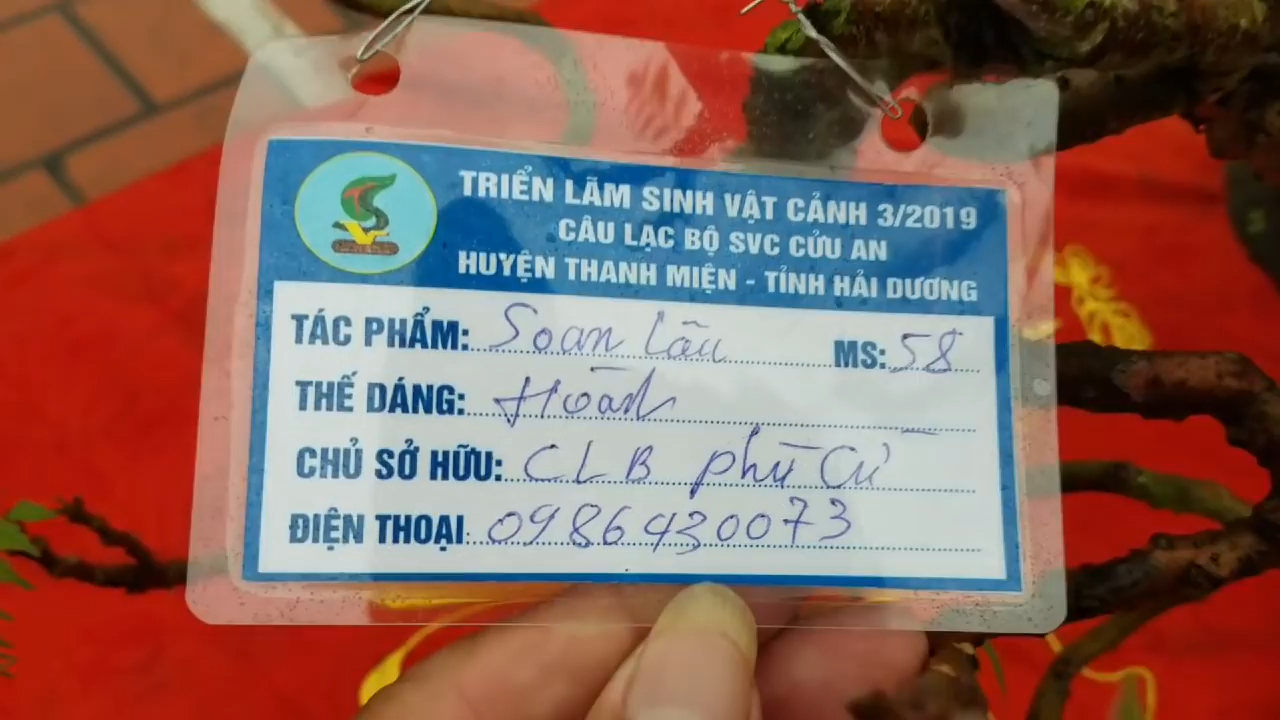 TRIỂN LÃM SINH VẬT CẢNH 3/2019
CÂU LẠC BỘ SVC CỬU AN
HUYỆN THANH MIỆN - TỈNH HẢI DƯƠNG
TÁC PHẨM: Soan Lâu MS: 58
THẾ DÁNG: Hoành
CHỦ SỞ HỮU: CLB Phù Cừ
ĐIỆN THOẠI: 0986430073